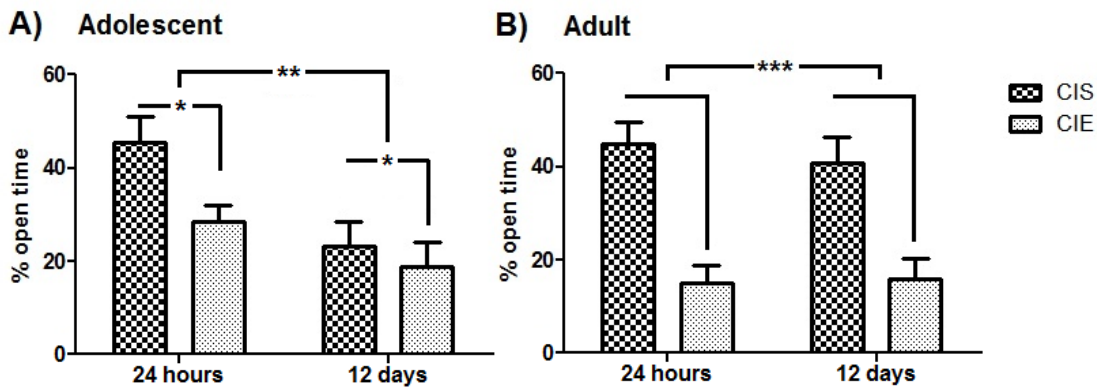 A) Adolescent
% open time
60
40
20
0
**
*
*
24 hours
12 days
B) Adult
% open time
60
40
20
0
***
24 hours
12 days
CIS
CIE